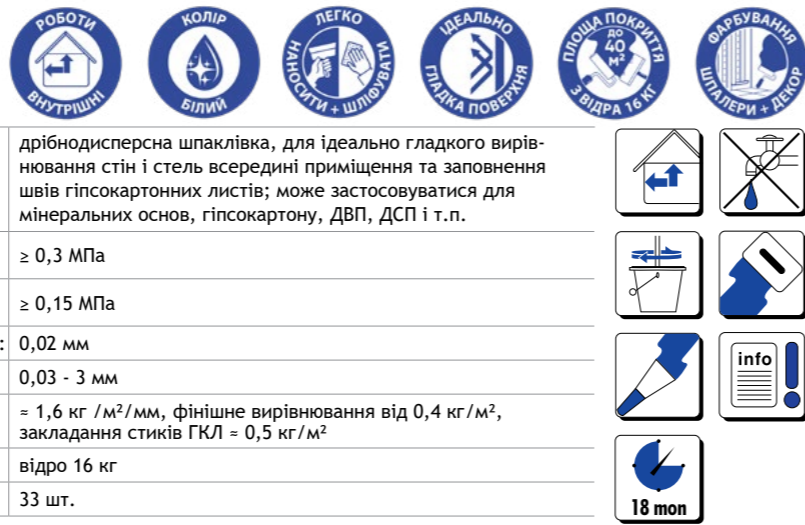 РОБОТИ
ВНУТРІШНІ
КОЛІР
БІЛИЙ
ЛЕГКО
НАНОСИТИ + ШЛІФУВАТИ
ІДЕАЛЬНО
ГЛАДКА ПОВЕРХНЯ
ПЛОЩА ПОКРИТТЯ
ДО
40
М²
З ВІДРА 16 КГ
ФАРБУВАННЯ
ШПАЛЕРИ + ДЕКОР
дрібнодисперсна шпаклівка, для ідеально гладкого вирів-
нювання стін і стель всередині приміщення та заповнення
швів гіпсокартонних листів; може застосовуватися для
мінеральних основ, гіпсокартону, ДВП, ДСП і т.п.
≥ 0,3 МПа
≥ 0,15 МПа
: 0,02 мм
0,03 - 3 мм
≈ 1,6 кг /м²/мм, фінішне вирівнювання від 0,4 кг/м²,
закладання стиків ГКЛ ≈ 0,5 кг/м²
відро 16 кг
33 шт.
info
18 mon